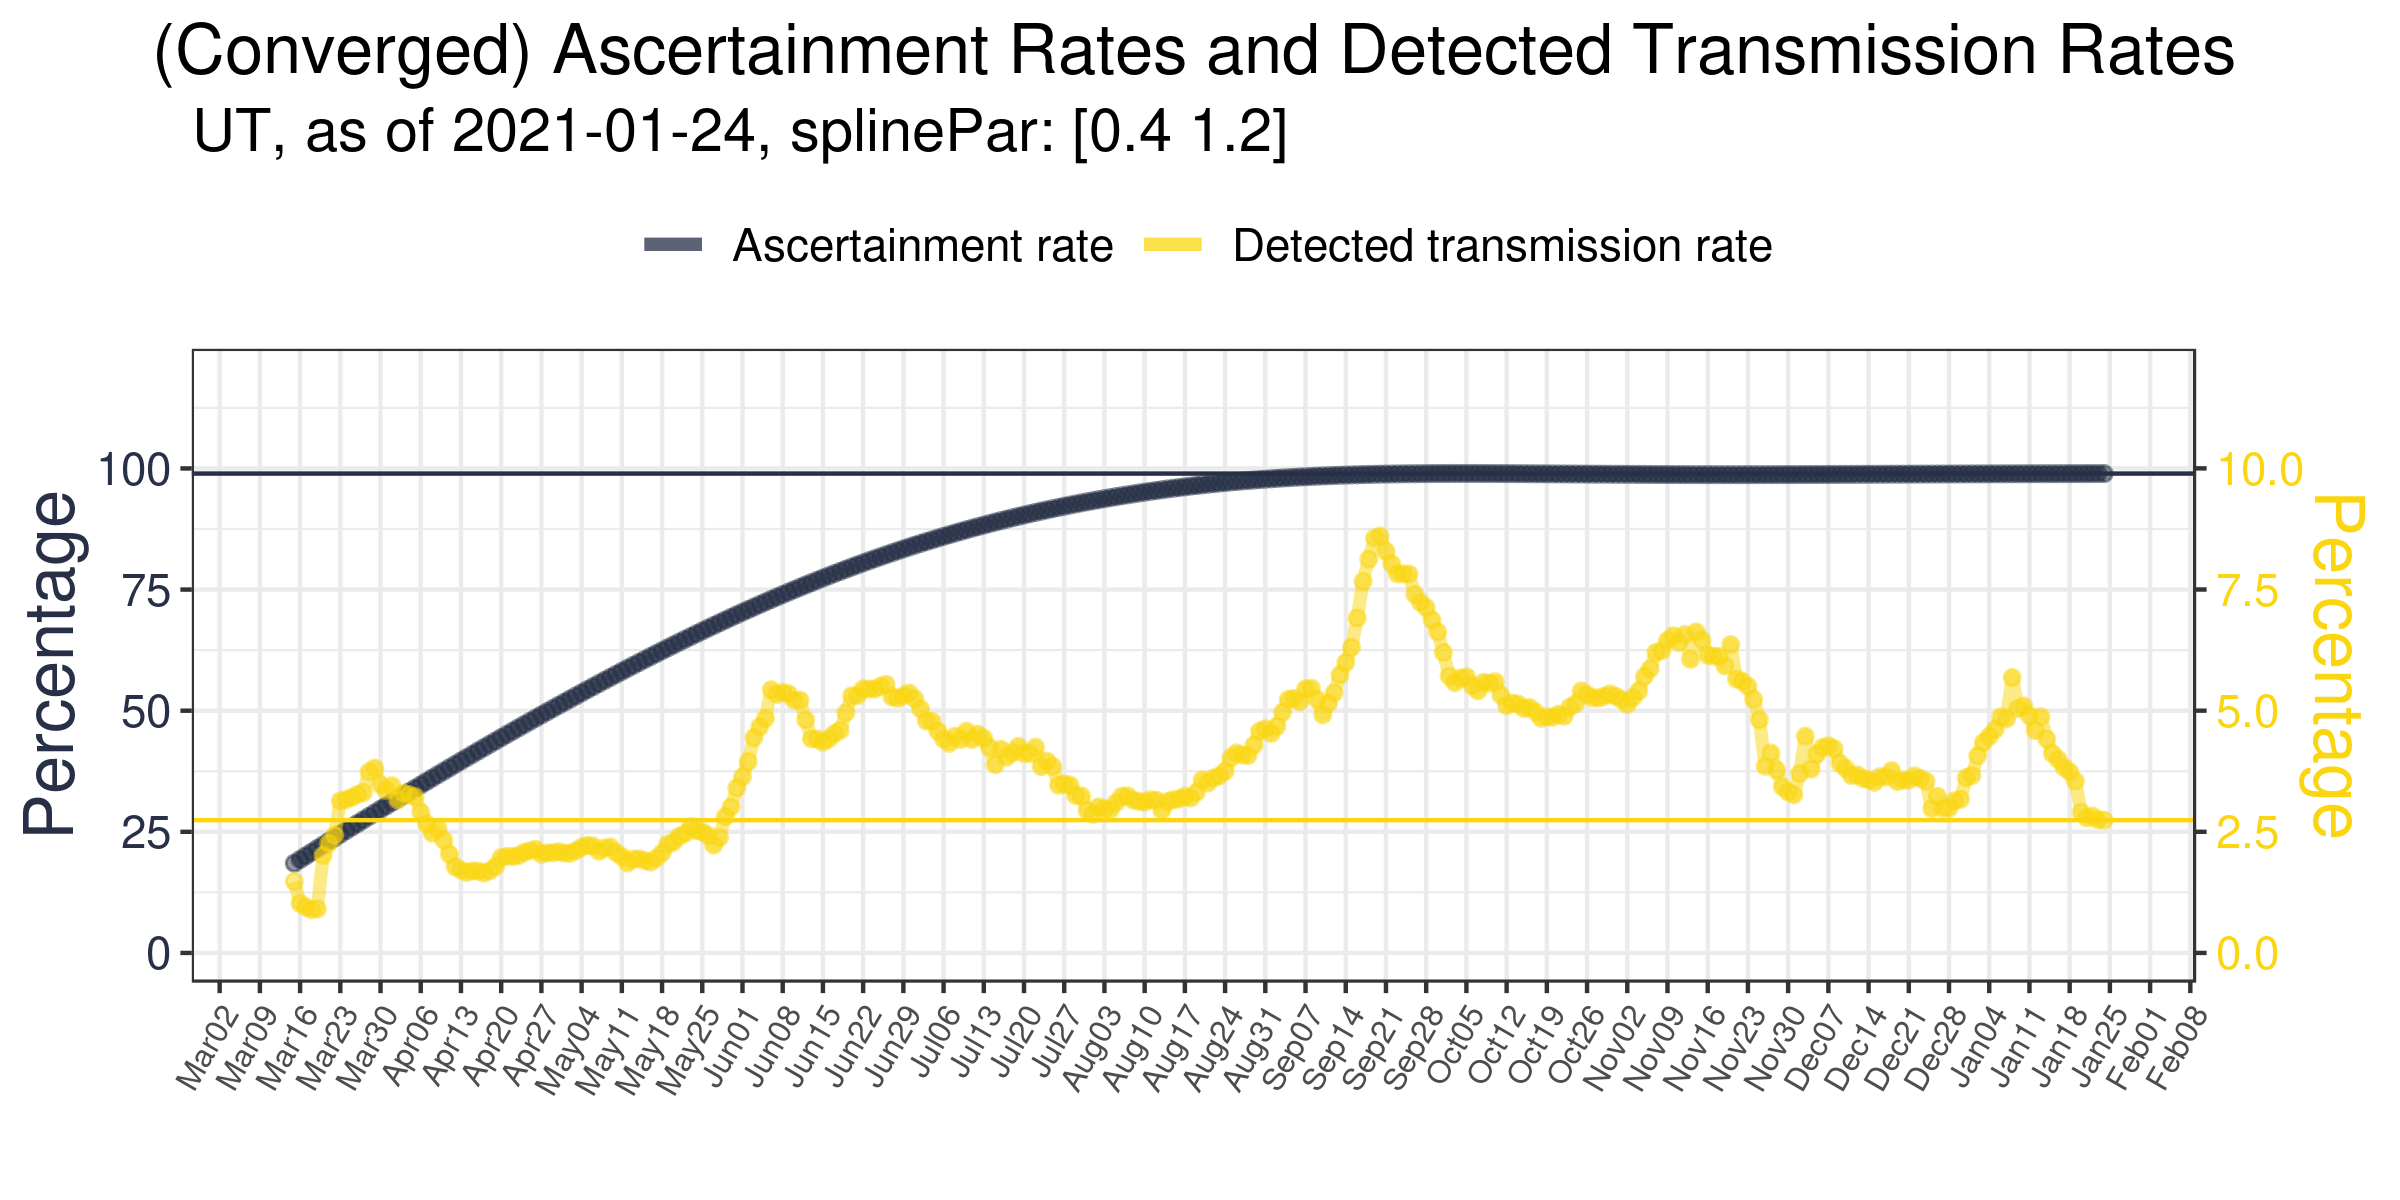 (Converged) Ascertainment Rates and Detected Transmission Rates
UT, as of 2021-01-24, splinePar: [0.4 1.2]
Ascertainment rate
Detected transmission rate
Percentage
100
75
50
25
0
10.0
7.5
5.0
2.5
0.0
Percentage
Mar02
Mar09
Mar16
Mar23
Mar30
Apr06
Apr13
Apr20
Apr27
May04
May11
May18
May25
Jun01
Jun08
Jun15
Jun22
Jun29
Jul06
Jul13
Jul20
Jul27
Aug03
Aug10
Aug17
Aug24
Aug31
Sep07
Sep14
Sep21
Sep28
Oct05
Oct12
Oct19
Oct26
Nov02
Nov09
Nov16
Nov23
Nov30
Dec07
Dec14
Dec21
Dec28
Jan04
Jan11
Jan18
Jan25
Feb01
Feb08